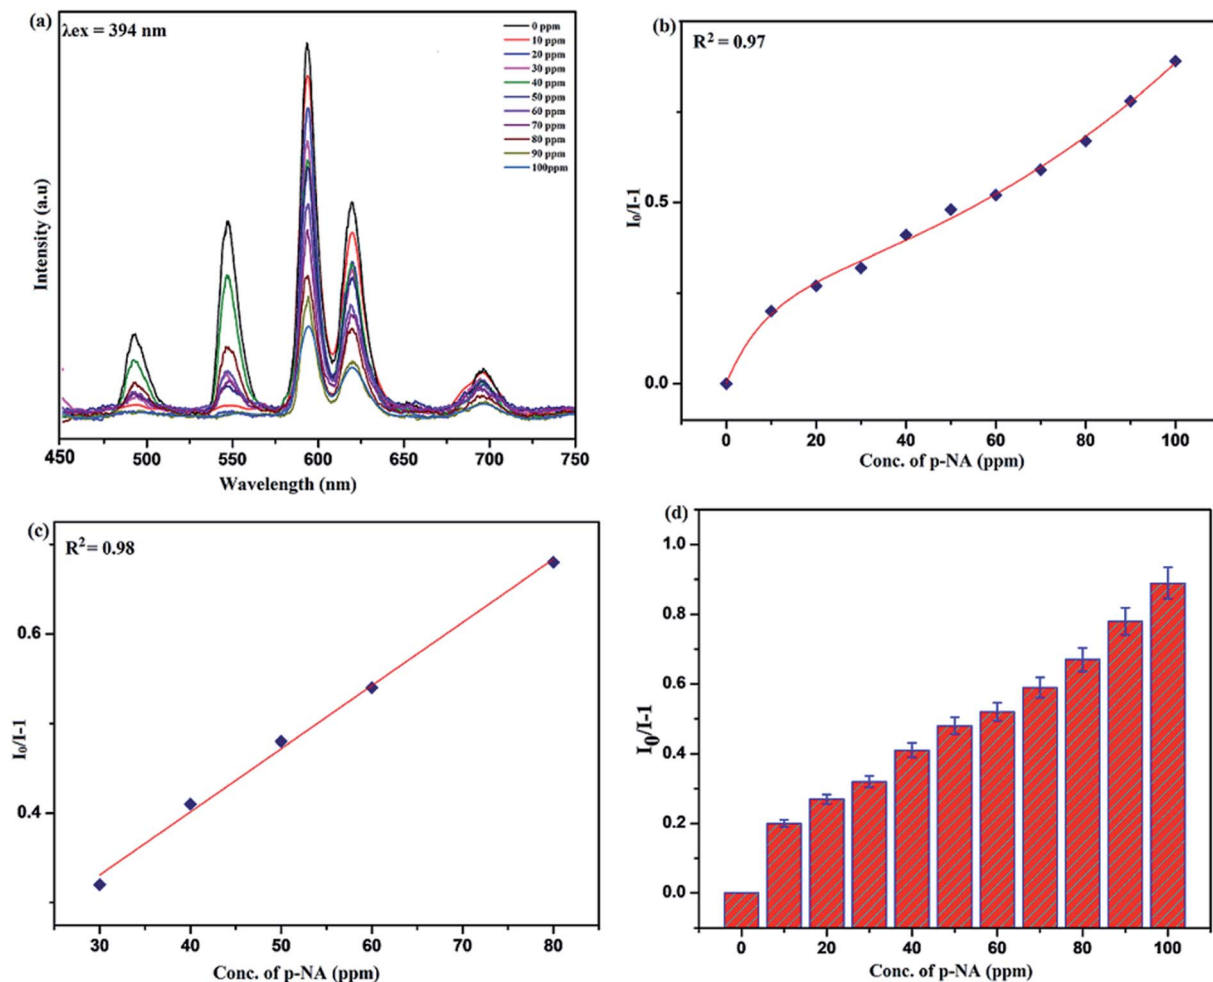 (a)
λex = 394 nm
0 ppm
10 ppm
20 ppm
30 ppm
40 ppm
50 ppm
60 ppm
70 ppm
80 ppm
90 ppm
100ppm
Intensity (a.u)
450 500 550 600 650 700 750
Wavelength (nm)
(b)
R² = 0.97
I₀/I-1
0.5
0.0
0 20 40 60 80 100
Conc. of p-NA (ppm)
(c)
R² = 0.98
I₀/I-1
0.6
0.4
30 40 50 60 70 80
Conc. of p-NA (ppm)
(d)
I₀/I-1
1.0
0.8
0.6
0.4
0.2
0.0
0 20 40 60 80 100
Conc. of p-NA (ppm)